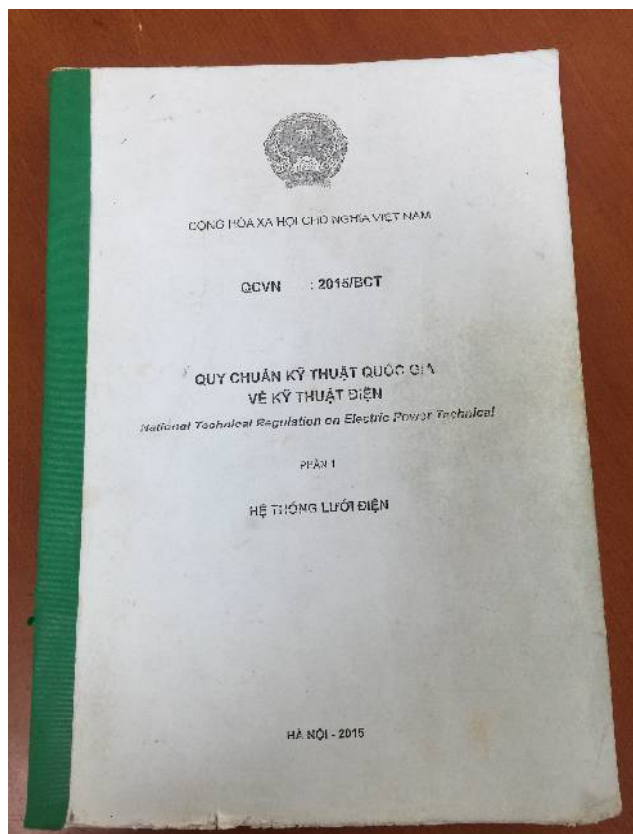 CỘNG HÒA XÃ HỘI CHỦ NGHĨA VIỆT NAM
QCVN : 2015/BCT
QUY CHUẨN KỸ THUẬT QUỐC GIA
VỀ KỸ THUẬT ĐIỆN
National Technical Regulation on Electric Power Technical
PHẦN 1
HỆ THỐNG LƯỚI ĐIỆN
HÀ NỘI - 2015